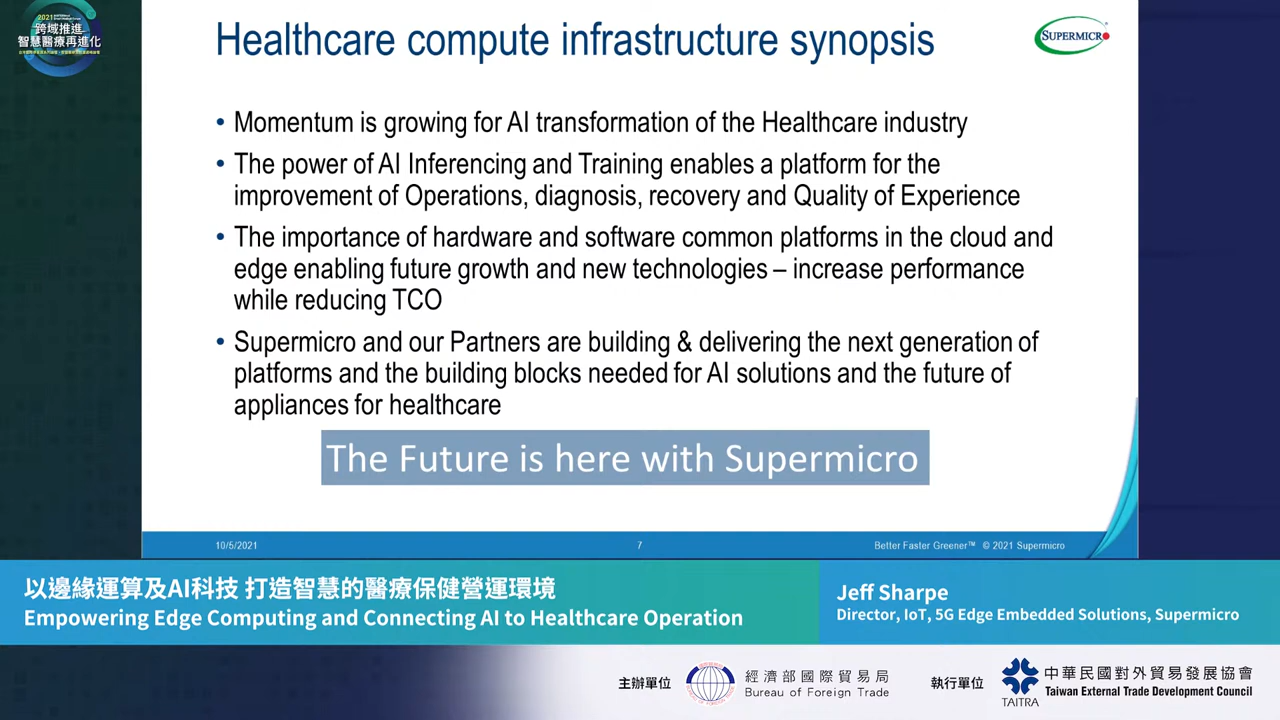 2021
跨域推進
智慧醫療再進化
Healthcare compute infrastructure synopsis
SUPERMICRO
• Momentum is growing for AI transformation of the Healthcare industry
• The power of AI Inferencing and Training enables a platform for the
improvement of Operations, diagnosis, recovery and Quality of Experience
• The importance of hardware and software common platforms in the cloud and
edge enabling future growth and new technologies – increase performance
while reducing TCO
• Supermicro and our Partners are building & delivering the next generation of
platforms and the building blocks needed for AI solutions and the future of
appliances for healthcare
The Future is here with Supermicro
10/5/2021
7
Better Faster Greener™ © 2021 Supermicro
以邊緣運算及AI科技 打造智慧的醫療保健營運環境
Empowering Edge Computing and Connecting AI to Healthcare Operation
Jeff Sharpe
Director, IoT, 5G Edge Embedded Solutions, Supermicro
主辦單位
經濟部國際貿易局
Bureau of Foreign Trade
執行單位
TAITRA
中華民國對外貿易發展協會
Taiwan External Trade Development Council